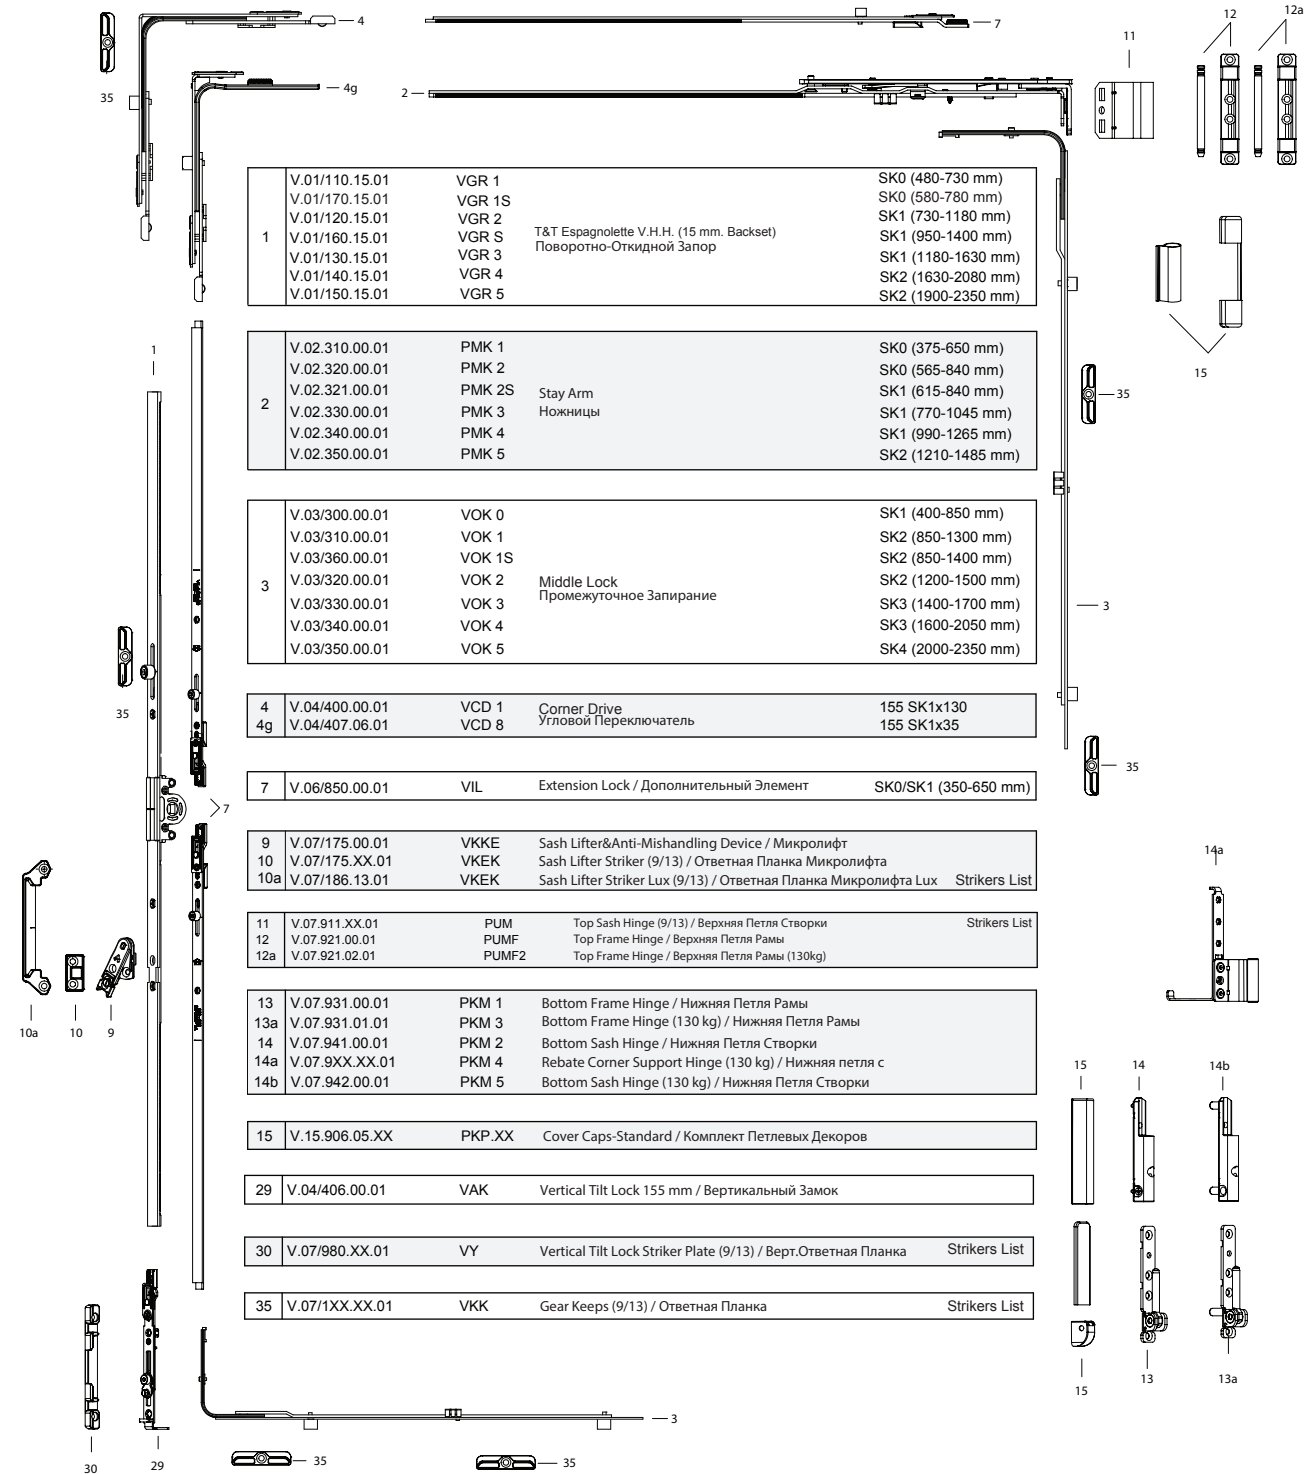 4
7
12
12a
11
35
4g
2
1 V.01/110.15.01 VGR 1 SK0 (480-730 mm)
V.01/170.15.01 VGR 1S SK0 (580-780 mm)
V.01/120.15.01 VGR 2 SK1 (730-1180 mm)
V.01/160.15.01 VGR S T&T Espagnolette V.H.H. (15 mm. Backset) SK1 (950-1400 mm)
Поворотно-Откидной Запор
V.01/130.15.01 VGR 3 SK1 (1180-1630 mm)
V.01/140.15.01 VGR 4 SK2 (1630-2080 mm)
V.01/150.15.01 VGR 5 SK2 (1900-2350 mm)
15
1
2 V.02.310.00.01 PMK 1 SK0 (375-650 mm)
V.02.320.00.01 PMK 2 SK0 (565-840 mm)
V.02.321.00.01 PMK 2S Stay Arm SK1 (615-840 mm)
V.02.330.00.01 PMK 3 Ножницы SK1 (770-1045 mm)
V.02.340.00.01 PMK 4 SK1 (990-1265 mm)
V.02.350.00.01 PMK 5 SK2 (1210-1485 mm)
35
3 V.03/300.00.01 VOK 0 SK1 (400-850 mm)
V.03/310.00.01 VOK 1 SK2 (850-1300 mm)
V.03/360.00.01 VOK 1S SK2 (850-1400 mm)
V.03/320.00.01 VOK 2 Middle Lock SK2 (1200-1500 mm)
Промежуточное Запирание
V.03/330.00.01 VOK 3 SK3 (1400-1700 mm)
V.03/340.00.01 VOK 4 SK3 (1600-2050 mm)
V.03/350.00.01 VOK 5 SK4 (2000-2350 mm)
3
35
4 V.04/400.00.01 VCD 1 Corner Drive 155 SK1x130
4g V.04/407.06.01 VCD 8 Угловой Переключатель 155 SK1x35
35
7
7 V.06/850.00.01 VIL Extension Lock / Дополнительный Элемент SK0/SK1 (350-650 mm)
9 V.07/175.00.01 VKKE Sash Lifter&Anti-Mishandling Device / Микролифт
10 V.07/175.XX.01 VKEK Sash Lifter Striker (9/13) / Ответная Планка Микролифта
10a V.07/186.13.01 VKEK Sash Lifter Striker Lux (9/13) / Ответная Планка Микролифта Lux Strikers List
14a
11 V.07.911.XX.01 PUM Top Sash Hinge (9/13) / Верхняя Петля Створки Strikers List
12 V.07.921.00.01 PUMF Top Frame Hinge / Верхняя Петля Рамы
12a V.07.921.02.01 PUMF2 Top Frame Hinge / Верхняя Петля Рамы (130kg)
10a
10
9
13 V.07.931.00.01 PKM 1 Bottom Frame Hinge / Нижняя Петля Рамы
13a V.07.931.01.01 PKM 3 Bottom Frame Hinge (130 kg) / Нижняя Петля Рамы
14 V.07.941.00.01 PKM 2 Bottom Sash Hinge / Нижняя Петля Створки
14a V.07.9XX.XX.01 PKM 4 Rebate Corner Support Hinge (130 kg) / Нижняя петля с
14b V.07.942.00.01 PKM 5 Bottom Sash Hinge (130 kg) / Нижняя Петля Створки
15
14
14b
15 V.15.906.05.XX PKP.XX Cover Caps-Standard / Комплект Петлевых Декоров
29 V.04/406.00.01 VAK Vertical Tilt Lock 155 mm / Вертикальный Замок
30 V.07/980.XX.01 VY Vertical Tilt Lock Striker Plate (9/13) / Верт.Ответная Планка Strikers List
35 V.07/1XX.XX.01 VKK Gear Keeps (9/13) / Ответная Планка Strikers List
15
13
13a
3
30
29
35
35